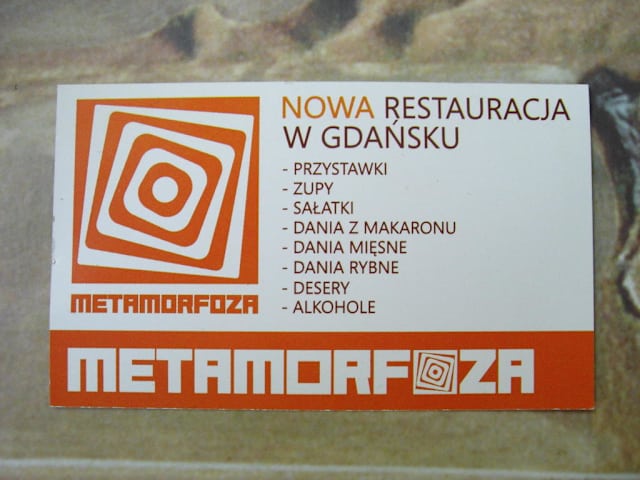 NOWA RESTAURACJA
W GDAŃSKU
- PRZYSTAWKI
- ZUPY
- SAŁATKI
- DANIA Z MAKARONU
- DANIA MIĘSNE
- DANIA RYBNE
- DESERY
- ALKOHOLE
METAMORFOZA
METAMORFOZA